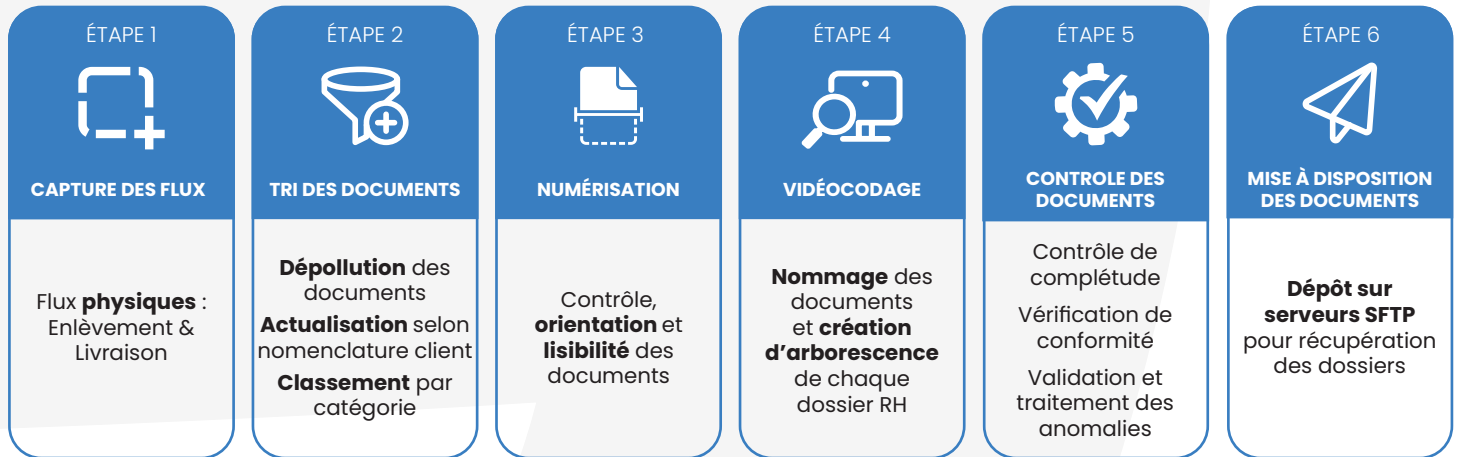 ÉTAPE 1
CAPTURE DES FLUX
Flux physiques :
Enlèvement &
Livraison
ÉTAPE 2
TRI DES DOCUMENTS
Dépollution des
documents
Actualisation selon
nomenclature client
Classement par
catégorie
ÉTAPE 3
NUMÉRISATION
Contrôle,
orientation et
lisibilité des
documents
ÉTAPE 4
VIDÉOCODAGE
Nommage des
documents
et création
d’arborescence
de chaque
dossier RH
ÉTAPE 5
CONTROLE DES
DOCUMENTS
Contrôle de
complétude
Vérification de
conformité
Validation et
traitement des
anomalies
ÉTAPE 6
MISE À DISPOSITION
DES DOCUMENTS
Dépôt sur
serveurs SFTP
pour récupération
des dossiers